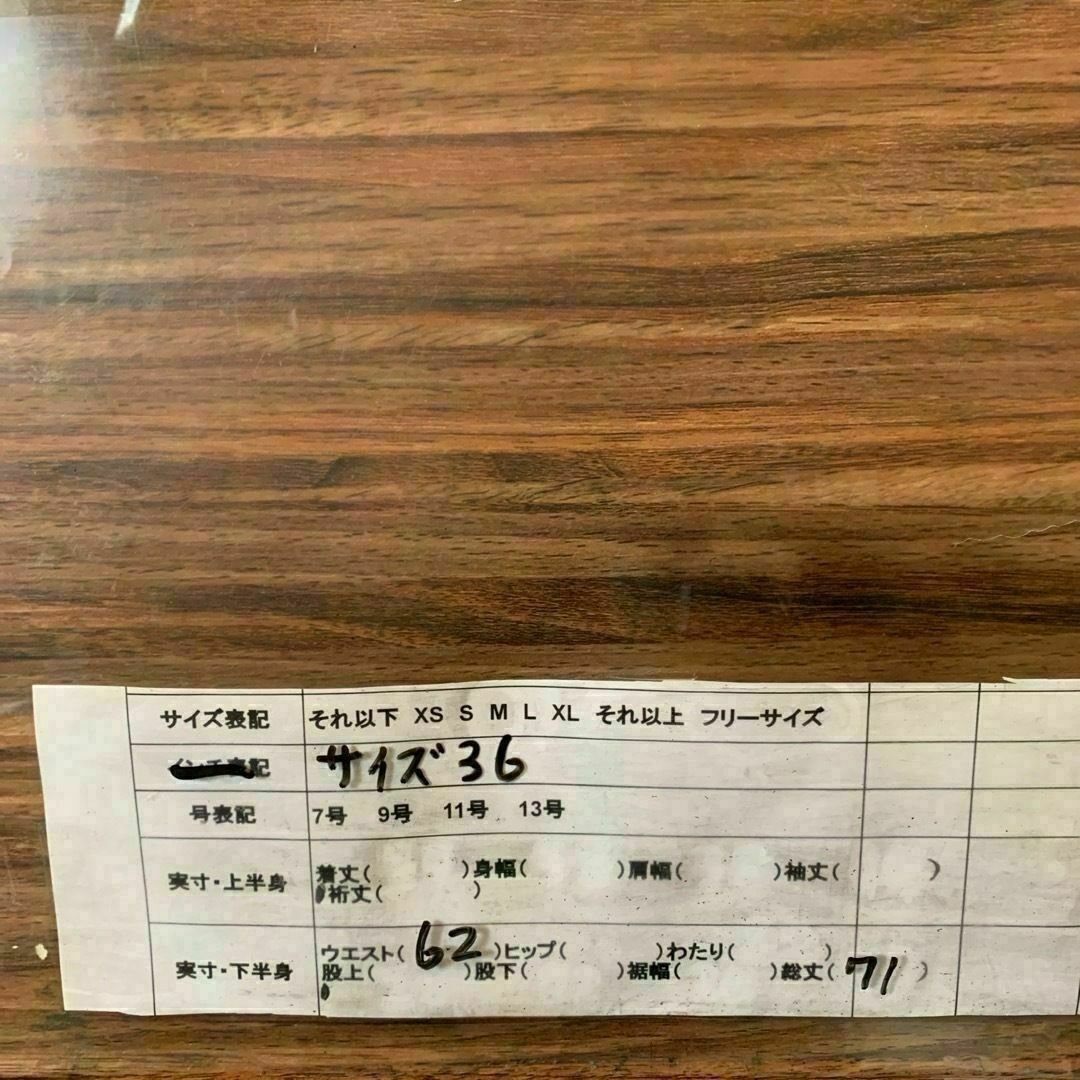 サイズ表記 それ以下 XS S M L XL それ以上 フリーサイズ
表記 サイズ36
号表記 7号 9号 11号 13号
実寸・上半身 着丈( )身幅( )肩幅( )袖丈( )
裄丈( )
実寸・下半身 ウエスト( 62 )ヒップ( )わたり( )
股上( )股下( )裾幅( )総丈( 71 )